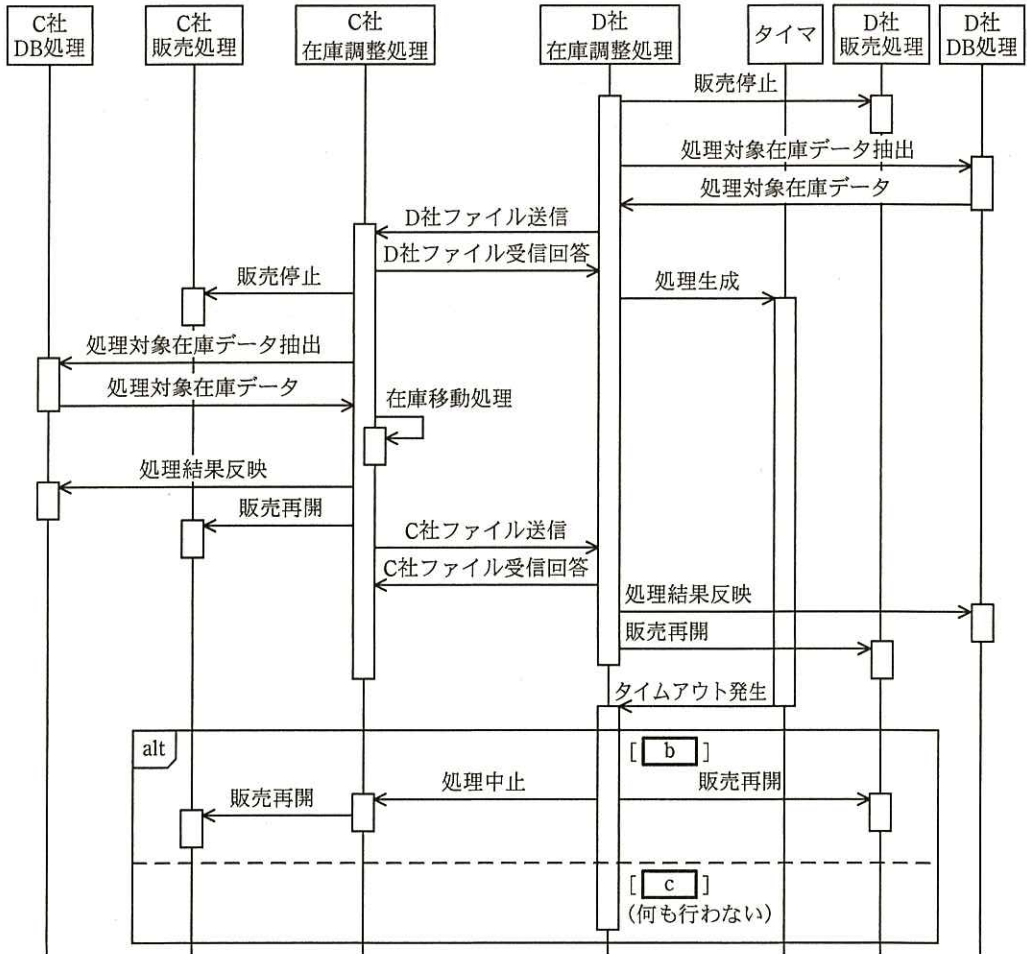 C社
DB処理
C社
販売処理
C社
在庫調整処理
D社
在庫調整処理
タイマ
D社
販売処理
D社
DB処理
販売停止
処理対象在庫データ抽出
処理対象在庫データ
D社ファイル送信
D社ファイル受信回答
販売停止
処理生成
処理対象在庫データ抽出
処理対象在庫データ
在庫移動処理
処理結果反映
販売再開
C社ファイル送信
C社ファイル受信回答
処理結果反映
販売再開
タイムアウト発生
alt
[ b ]
処理中止
販売再開
販売再開
[ c ]
(何も行わない)